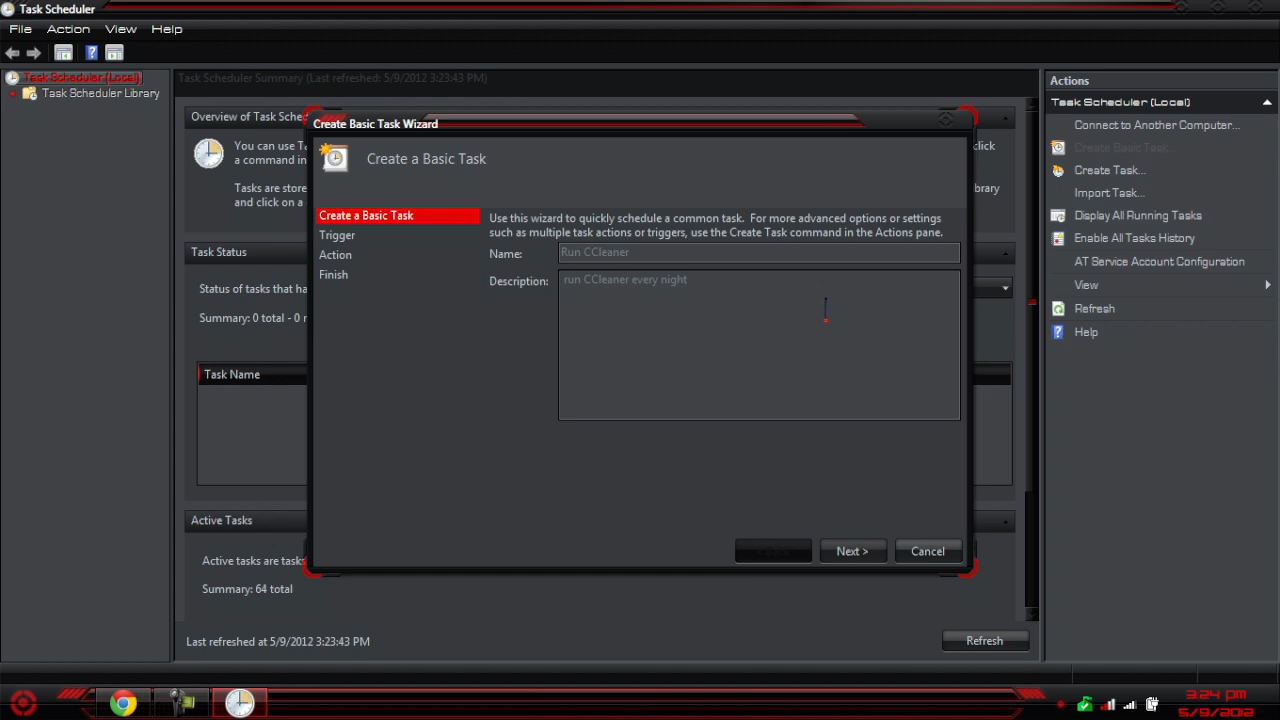 Task Scheduler
File Action View Help
Task Scheduler (Local)
Task Scheduler Library
Task Scheduler Summary (Last refreshed: 5/9/2012 3:23:43 PM)
Overview of Task Sche
You can use Ta
click
a command in
Tasks are store
rary
and click on a
Task Status
Status of tasks that ha
Summary: 0 total - 0 r
Task Name
Active Tasks
Active tasks are tasks
Summary: 64 total
Last refreshed at 5/9/2012 3:23:43 PM
Refresh
Create Basic Task Wizard
Create a Basic Task
Create a Basic Task
Trigger
Action
Finish
Use this wizard to quickly schedule a common task. For more advanced options or settings
such as multiple task actions or triggers, use the Create Task command in the Actions pane.
Name: Run CCleaner
Description: run CCleaner every night
Next > Cancel
Actions
Task Scheduler (Local)
Connect to Another Computer...
Create Basic Task...
Create Task...
Import Task...
Display All Running Tasks
Enable All Tasks History
AT Service Account Configuration
View
Refresh
Help
3:24 pm
5/9/2012